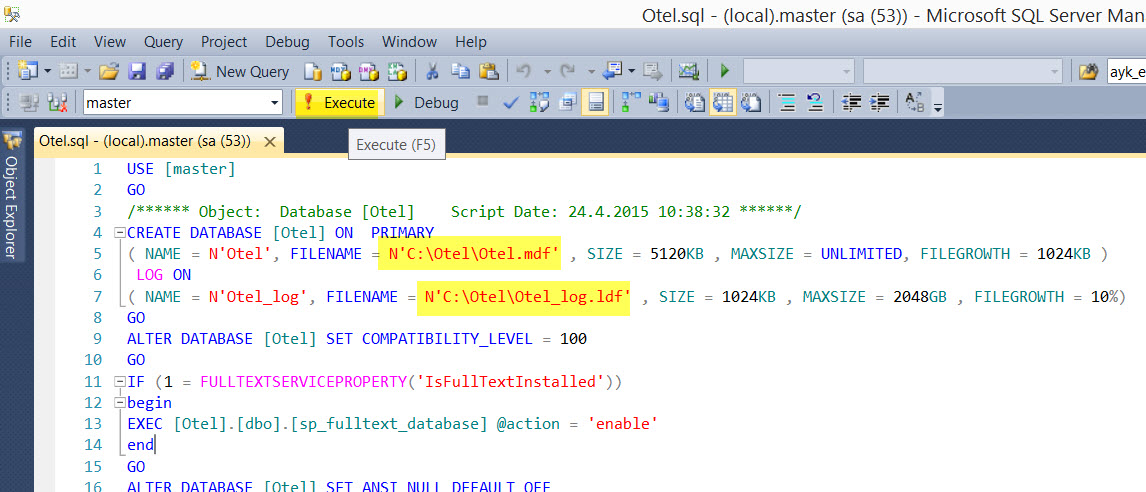 Otel.sql - (local).master (sa (53)) - Microsoft SQL Server Man
File Edit View Query Project Debug Tools Window Help
New Query MDX DMX XMLA ayk_e
master Execute Debug
Otel.sql - (local).master (sa (53))
Execute (F5)
Object Explorer
1 USE [master]
2 GO
3 /****** Object:  Database [Otel]    Script Date: 24.4.2015 10:38:32 ******/
4 CREATE DATABASE [Otel] ON  PRIMARY
5 ( NAME = N'Otel', FILENAME = N'C:\Otel\Otel.mdf' , SIZE = 5120KB , MAXSIZE = UNLIMITED, FILEGROWTH = 1024KB )
6  LOG ON
7 ( NAME = N'Otel_log', FILENAME = N'C:\Otel\Otel_log.ldf' , SIZE = 1024KB , MAXSIZE = 2048GB , FILEGROWTH = 10%)
8 GO
9 ALTER DATABASE [Otel] SET COMPATIBILITY_LEVEL = 100
10 GO
11 IF (1 = FULLTEXTSERVICEPROPERTY('IsFullTextInstalled'))
12 begin
13 EXEC [Otel].[dbo].[sp_fulltext_database] @action = 'enable'
14 end
15 GO
16 ALTER DATABASE [Otel] SET ANSI_NULL_DEFAULT OFF